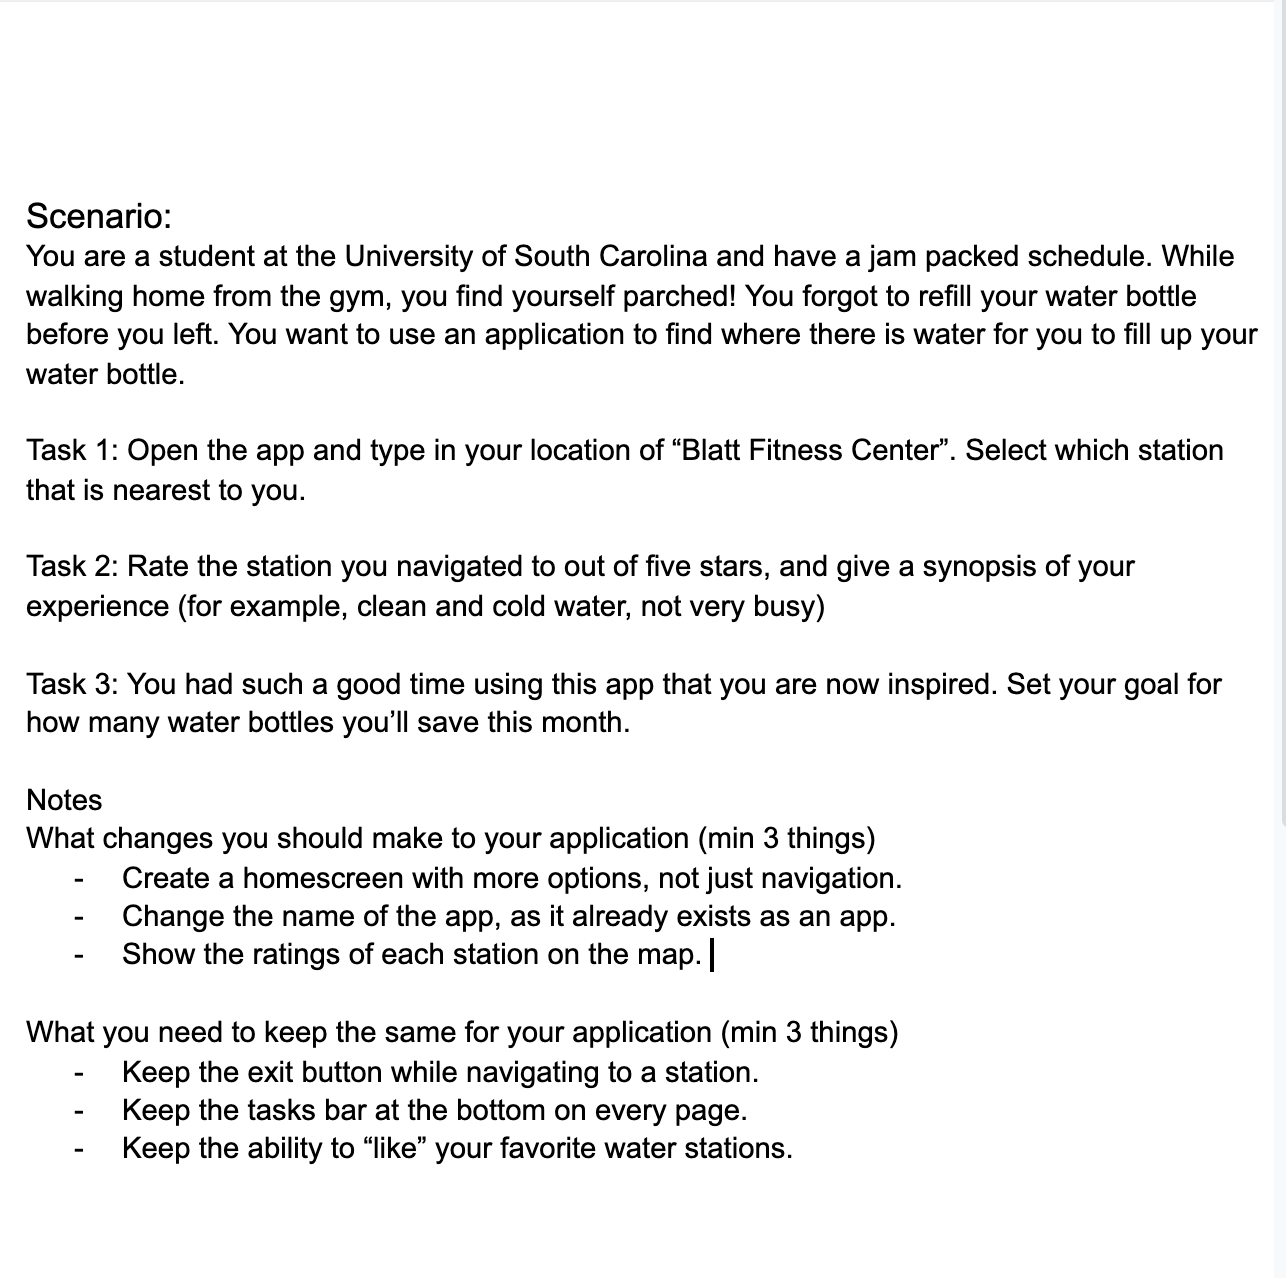 Scenario:
You are a student at the University of South Carolina and have a jam packed schedule. While
walking home from the gym, you find yourself parched! You forgot to refill your water bottle
before you left. You want to use an application to find where there is water for you to fill up your
water bottle.
Task 1: Open the app and type in your location of “Blatt Fitness Center”. Select which station
that is nearest to you.
Task 2: Rate the station you navigated to out of five stars, and give a synopsis of your
experience (for example, clean and cold water, not very busy)
Task 3: You had such a good time using this app that you are now inspired. Set your goal for
how many water bottles you’ll save this month.
Notes
What changes you should make to your application (min 3 things)
- Create a homescreen with more options, not just navigation.
- Change the name of the app, as it already exists as an app.
- Show the ratings of each station on the map.
What you need to keep the same for your application (min 3 things)
- Keep the exit button while navigating to a station.
- Keep the tasks bar at the bottom on every page.
- Keep the ability to “like” your favorite water stations.